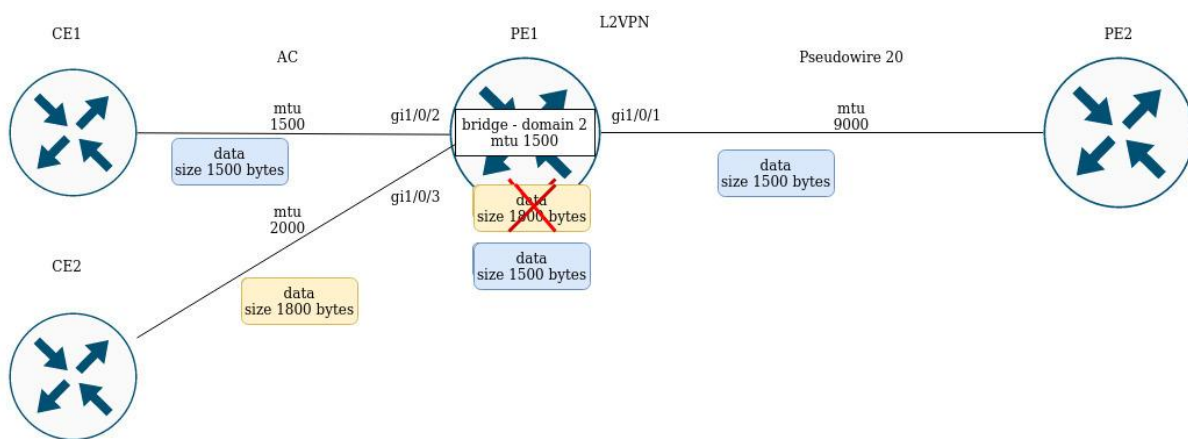 L2VPN
CE1
PE1
PE2
AC
Pseudowire 20
mtu
1500
gi1/0/2
bridge - domain 2
mtu 1500
gi1/0/1
mtu
9000
data
size 1500 bytes
data
size 1500 bytes
gi1/0/3
data
size 1800 bytes
mtu
2000
data
size 1500 bytes
CE2
data
size 1800 bytes